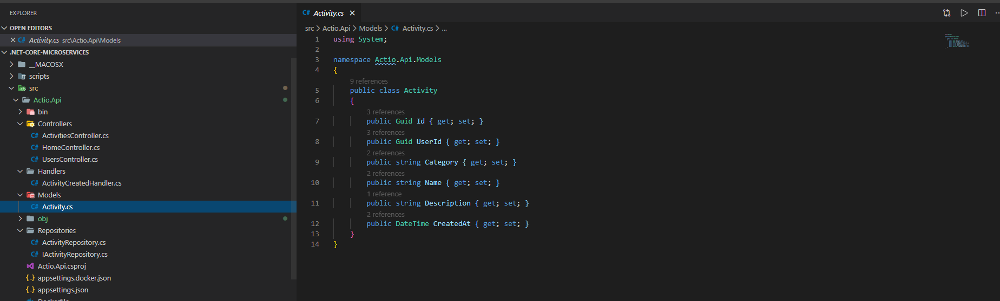 EXPLORER
OPEN EDITORS
Activity.cs src\Actio.Api\Models
.NET-CORE-MICROSERVICES
__MACOSX
scripts
src
Actio.Api
bin
Controllers
C# ActivitiesController.cs
C# HomeController.cs
C# UsersController.cs
Handlers
C# ActivityCreatedHandler.cs
Models
C# Activity.cs
obj
Repositories
C# ActivityRepository.cs
C# IActivityRepository.cs
Actio.Api.csproj
{..} appsettings.docker.json
{..} appsettings.json
Dockerfile
C# Activity.cs
src > Actio.Api > Models > C# Activity.cs > ...
1 using System;
2
3 namespace Actio.Api.Models
4 {
9 references
5 public class Activity
6 {
3 references
7 public Guid Id { get; set; }
3 references
8 public Guid UserId { get; set; }
2 references
9 public string Category { get; set; }
2 references
10 public string Name { get; set; }
1 reference
11 public string Description { get; set; }
2 references
12 public DateTime CreatedAt { get; set; }
13 }
14 }